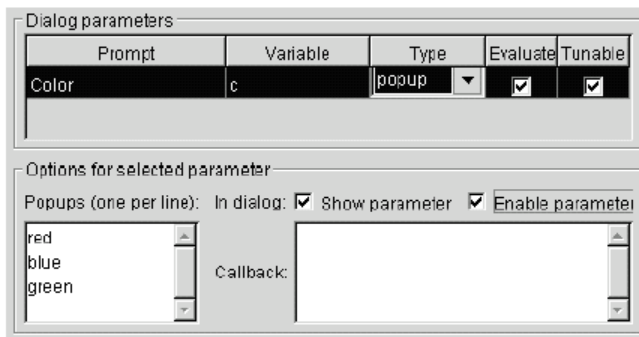 Dialog parameters
Prompt Variable Type Evaluate Tunable
Color c popup
Options for selected parameter
Popups (one per line): In dialog: Show parameter Enable parameter
red
blue
green
Callback: